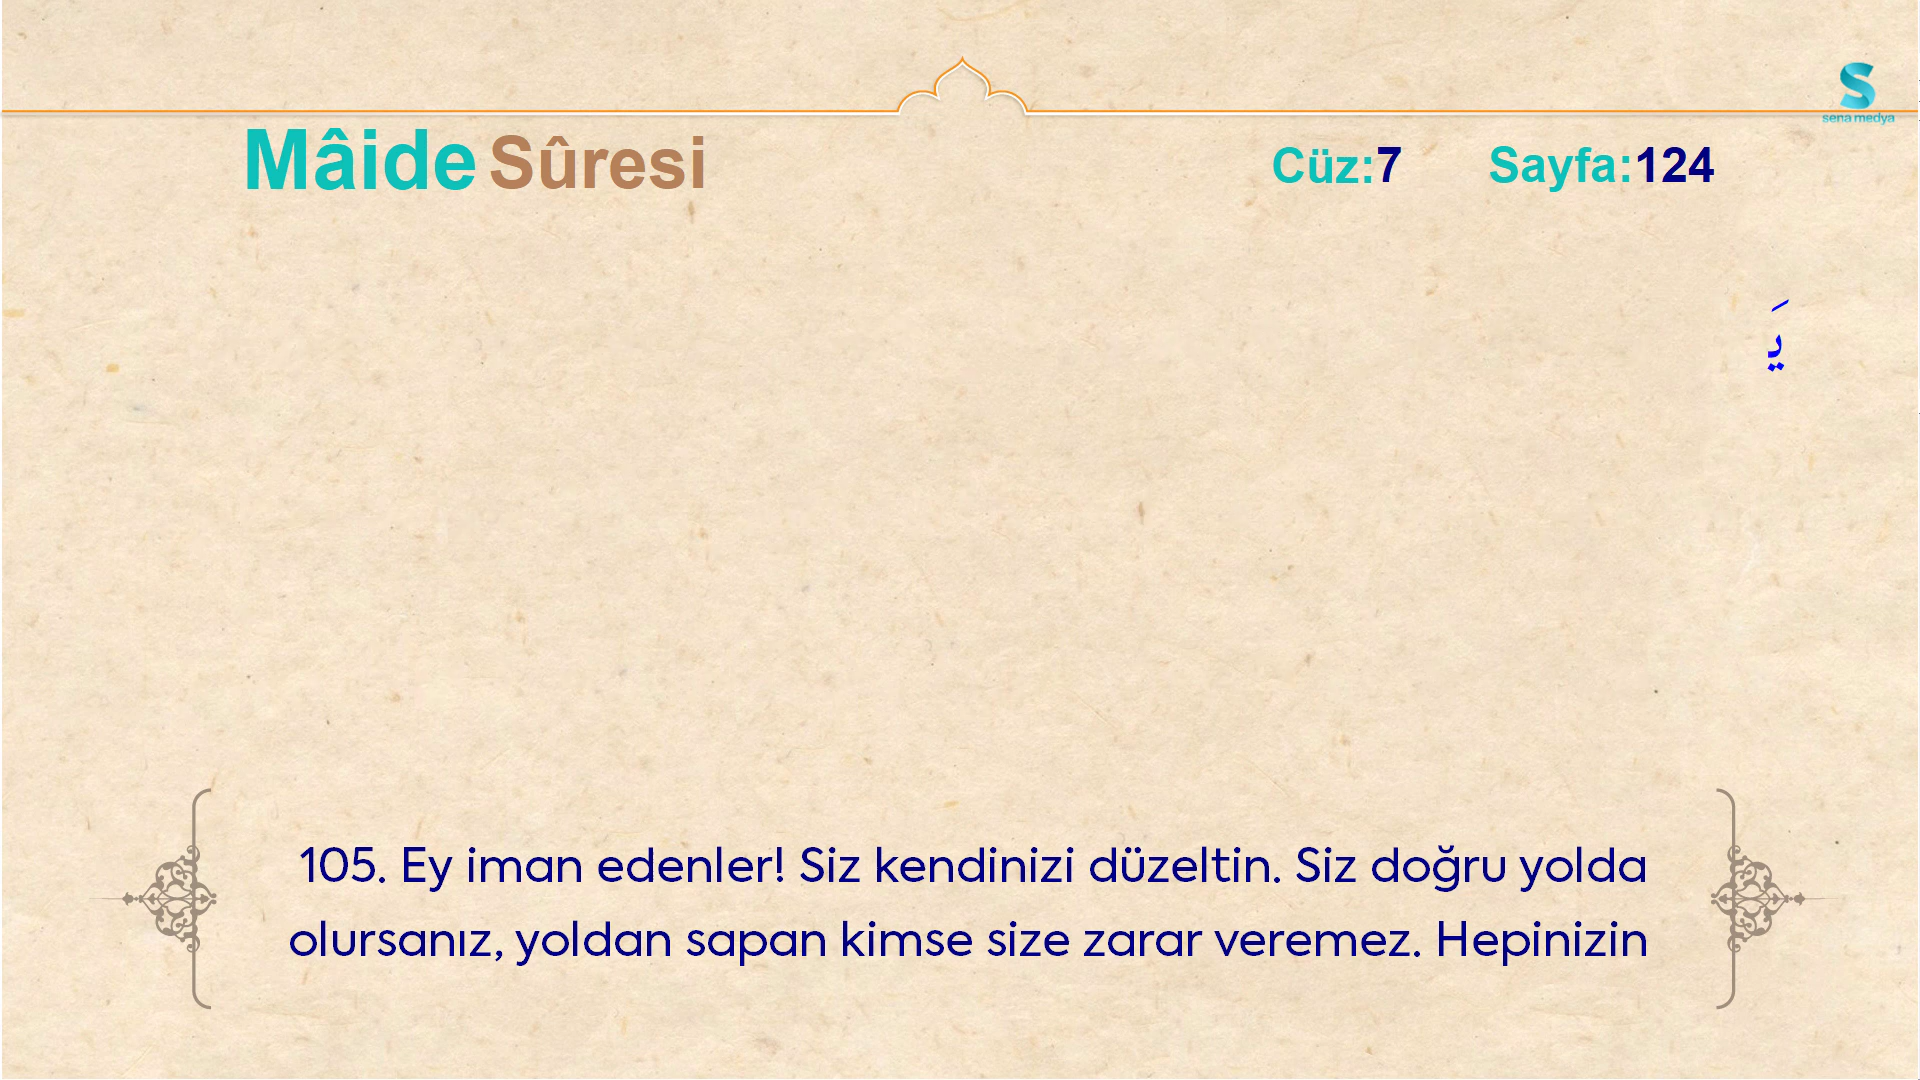 sena medya
Mâide Sûresi Cüz:7 Sayfa:124
يَ
105. Ey iman edenler! Siz kendinizi düzeltin. Siz doğru yolda
olursanız, yoldan sapan kimse size zarar veremez. Hepinizin